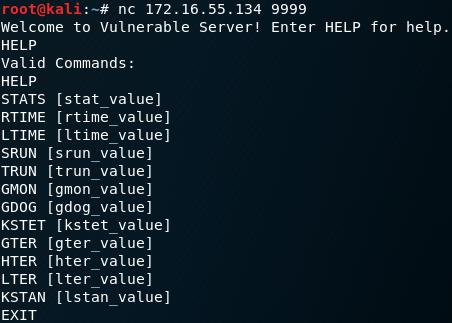 root@kali:~# nc 172.16.55.134 9999
Welcome to Vulnerable Server! Enter HELP for help.
HELP
Valid Commands:
HELP
STATS [stat_value]
RTIME [rtime_value]
LTIME [ltime_value]
SRUN [srun_value]
TRUN [trun_value]
GMON [gmon_value]
GDOG [gdog_value]
KSTET [kstet_value]
GTER [gter_value]
HTER [hter_value]
LTER [lter_value]
KSTAN [lstan_value]
EXIT